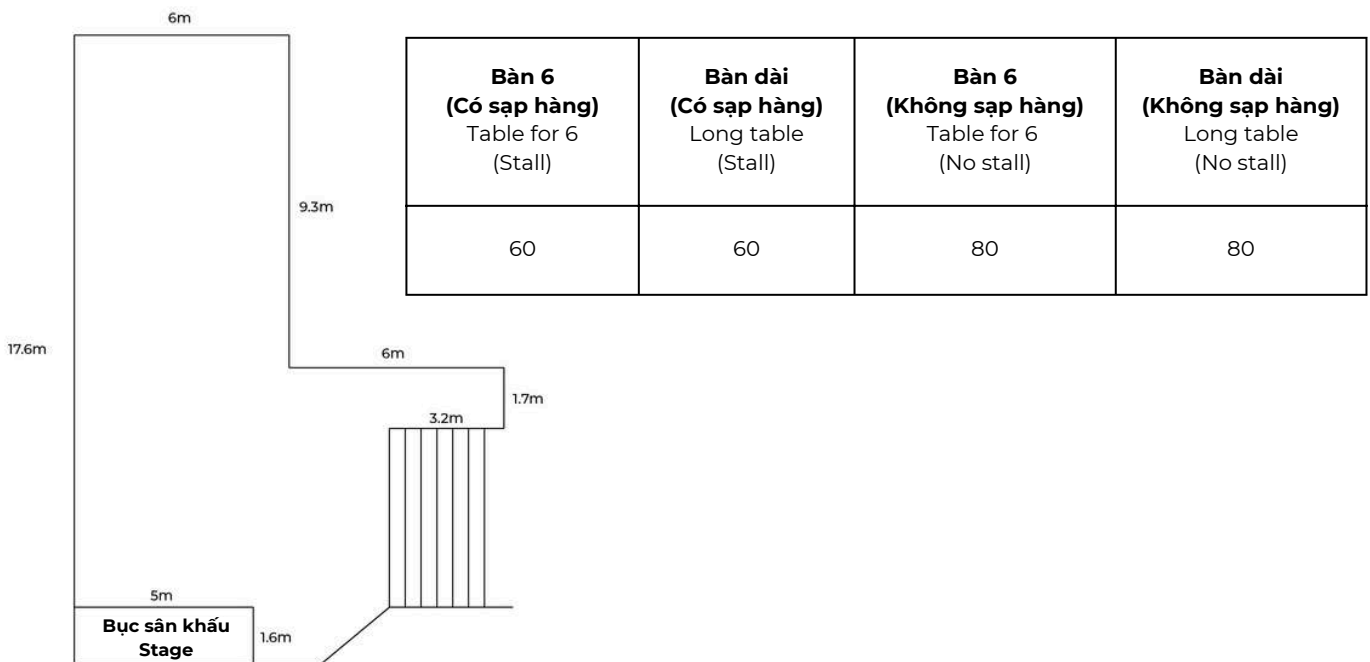 6m
Bàn 6
(Có sạp hàng)
Table for 6
(Stall)
Bàn dài
(Có sạp hàng)
Long table
(Stall)
Bàn 6
(Không sạp hàng)
Table for 6
(No stall)
Bàn dài
(Không sạp hàng)
Long table
(No stall)
60
60
80
80
9.3m
17.6m
6m
1.7m
3.2m
5m
Bục sân khấu
Stage
1.6m